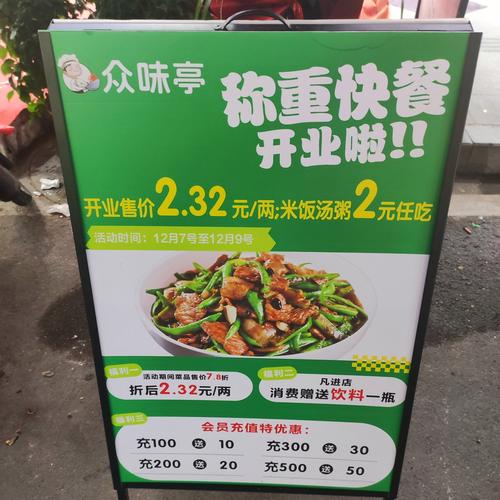 众味亭
称重快餐
开业啦!!
开业售价2.32元/两;米饭汤粥2元任吃
活动时间：12月7号至12月9号
福利一
活动期间菜品售价7.8折
折后2.32元/两
福利二
凡进店
消费赠送饮料一瓶
福利三
会员充值特优惠：
充100 送 10 充300 送 30
充200 送 20 充500 送 50